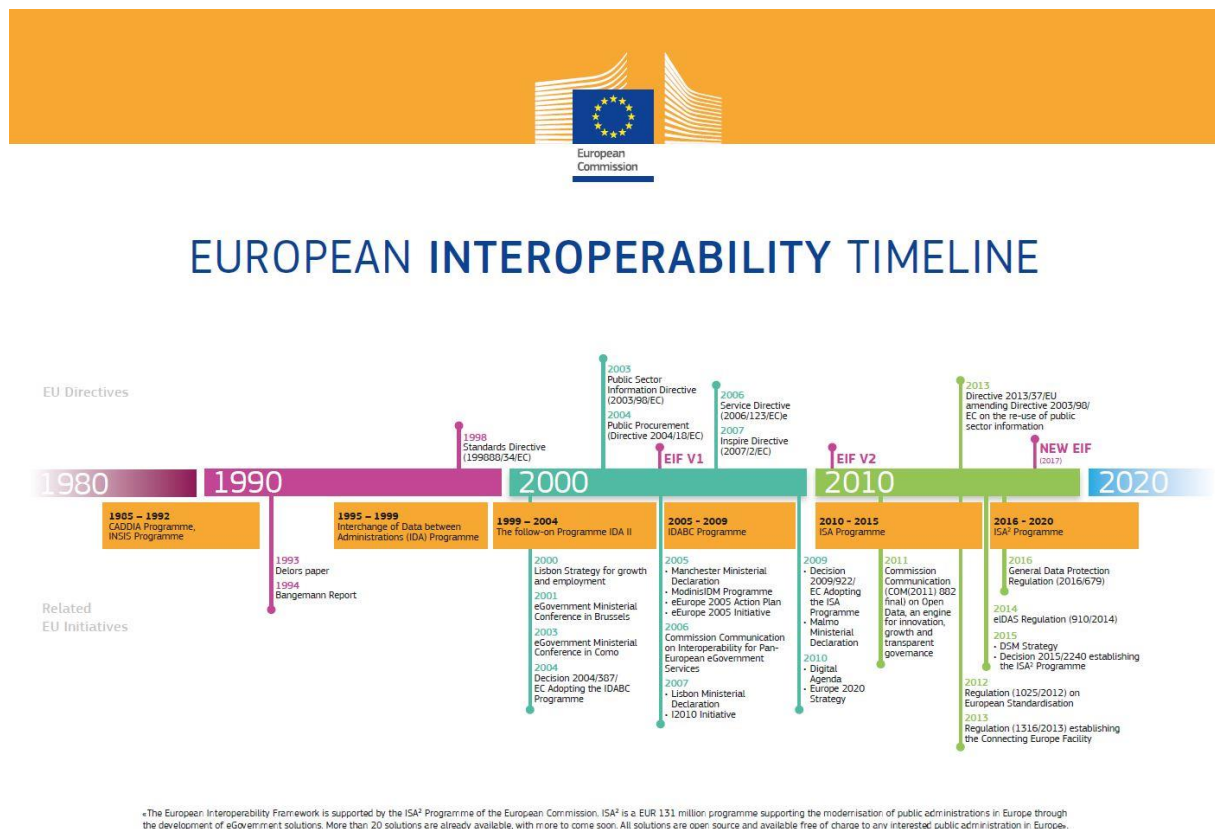 European
Commission
EUROPEAN INTEROPERABILITY TIMELINE
EU Directives
2003
Public Sector
Information Directive
(2003/98/EC)
2004
Public Procurement
(Directive 2004/18/EC)
2006
Service Directive
(2006/123/EC)e
2007
Inspire Directive
(2007/2/EC)
2013
Directive 2013/37/EU
amending Directive 2003/98/
EC on the re-use of public
sector information
1998
Standards Directive
(199888/34/EC)
EIF V1
EIF V2
NEW EIF
(2017)
1980
1990
2000
2010
2020
1985 – 1992
CADDIA Programme,
INSIS Programme
1995 – 1999
Interchange of Data between
Administrations (IDA) Programme
1999 – 2004
The follow-on Programme IDA II
2005 - 2009
IDABC Programme
2010 - 2015
ISA Programme
2016 - 2020
ISA² Programme
Related
EU Initiatives
1993
Delors paper
1994
Bangemann Report
2000
Lisbon Strategy for growth
and employment
2001
eGovernment Ministerial
Conference in Brussels
2003
eGovernment Ministerial
Conference in Como
2004
Decision 2004/387/
EC Adopting the IDABC
Programme
2005
• Manchester Ministerial
Declaration
• ModinisIDM Programme
• eEurope 2005 Action Plan
• eEurope 2005 Initiative
2006
Commission Communication
on Interoperability for Pan-
European eGovernment
Services
2007
• Lisbon Ministerial
Declaration
• I2010 Initiative
2009
• Decision
2009/922/
EC Adopting
the ISA
Programme
• Malmo
Ministerial
Declaration
2010
• Digital
Agenda
• Europe 2020
Strategy
2011
Commission
Communication
(COM(2011) 882
final) on Open
Data, an engine
for innovation,
growth and
transparent
governance
2016
General Data Protection
Regulation (2016/679)
2014
eIDAS Regulation (910/2014)
2015
• DSM Strategy
• Decision 2015/2240 establishing
the ISA² Programme
2012
Regulation (1025/2012) on
European Standardisation
2013
Regulation (1316/2013) establishing
the Connecting Europe Facility
«The European Interoperability Framework is supported by the ISA² Programme of the European Commission. ISA² is a EUR 131 million programme supporting the modernisation of public administrations in Europe through
the development of eGovernment solutions. More than 20 solutions are already available, with more to come soon. All solutions are open source and available free of charge to any interested public administration in Europe».